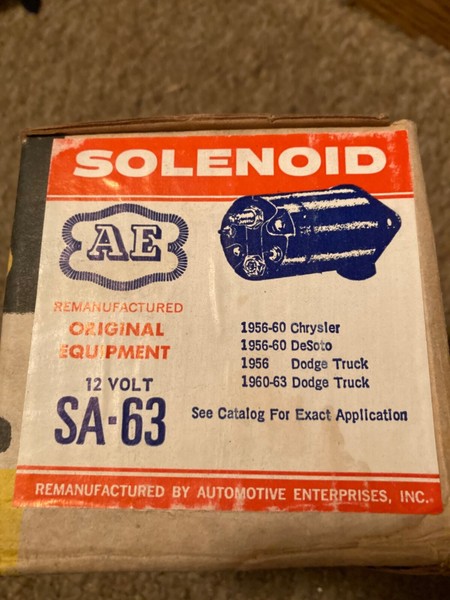 SOLENOID
AE
REMANUFACTURED
ORIGINAL
EQUIPMENT
12 VOLT
SA-63
1956-60 Chrysler
1956-60 DeSoto
1956 Dodge Truck
1960-63 Dodge Truck
See Catalog For Exact Application
REMANUFACTURED BY AUTOMOTIVE ENTERPRISES, INC.